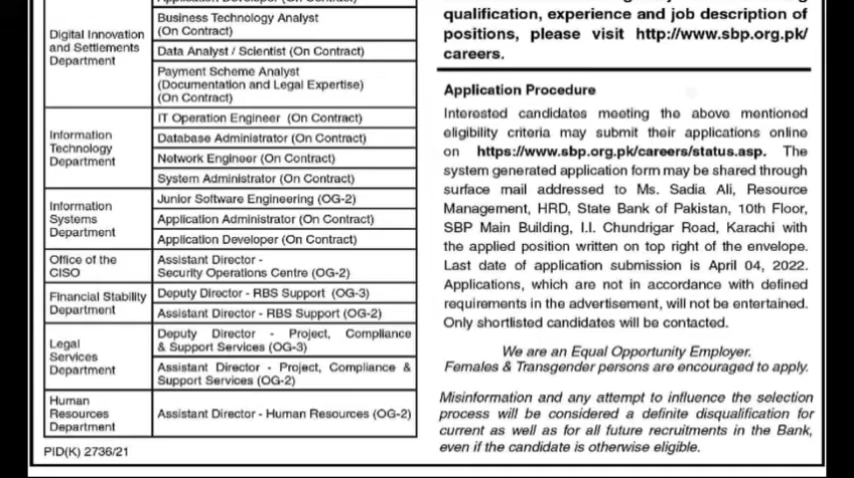 Application Developer (On Contract)
Digital Innovation
and Settlements
Department
Business Technology Analyst
(On Contract)
Data Analyst / Scientist (On Contract)
Payment Scheme Analyst
(Documentation and Legal Expertise)
(On Contract)
Information
Technology
Department
IT Operation Engineer (On Contract)
Database Administrator (On Contract)
Network Engineer (On Contract)
System Administrator (On Contract)
Information
Systems
Department
Junior Software Engineering (OG-2)
Application Administrator (On Contract)
Application Developer (On Contract)
Office of the
CISO
Assistant Director -
Security Operations Centre (OG-2)
Financial Stability
Department
Deputy Director - RBS Support (OG-3)
Assistant Director - RBS Support (OG-2)
Legal
Services
Department
Deputy Director - Project, Compliance
& Support Services (OG-3)
Assistant Director - Project, Compliance &
Support Services (OG-2)
Human
Resources
Department
Assistant Director - Human Resources (OG-2)
PID(K) 2736/21
qualification, experience and job description of
positions, please visit http://www.sbp.org.pk/
careers.
Application Procedure
Interested candidates meeting the above mentioned
eligibility criteria may submit their applications online
on https://www.sbp.org.pk/careers/status.asp. The
system generated application form may be shared through
surface mail addressed to Ms. Sadia Ali, Resource
Management, HRD, State Bank of Pakistan, 10th Floor,
SBP Main Building, I.I. Chundrigar Road, Karachi with
the applied position written on top right of the envelope.
Last date of application submission is April 04, 2022.
Applications, which are not in accordance with defined
requirements in the advertisement, will not be entertained.
Only shortlisted candidates will be contacted.
We are an Equal Opportunity Employer.
Females & Transgender persons are encouraged to apply.
Misinformation and any attempt to influence the selection
process will be considered a definite disqualification for
current as well as for all future recruitments in the Bank,
even if the candidate is otherwise eligible.